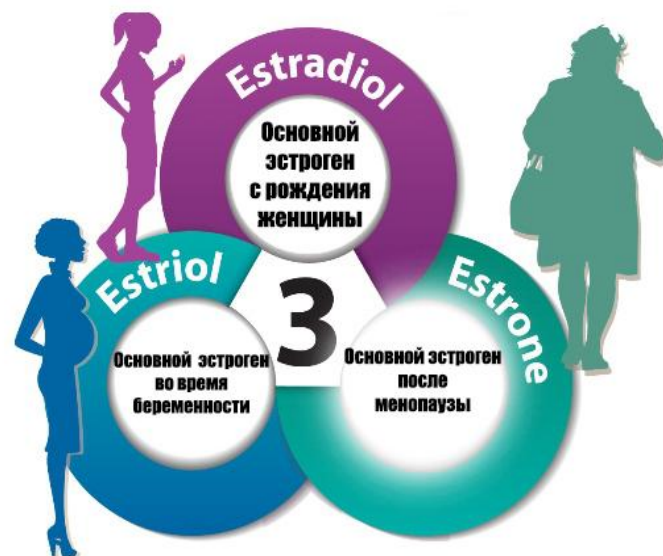 Estradiol
Основной
эстроген
с рождения
женщины
Estriol
3
Estrone
Основной эстроген
во время
беременности
Основной эстроген
после
менопаузы